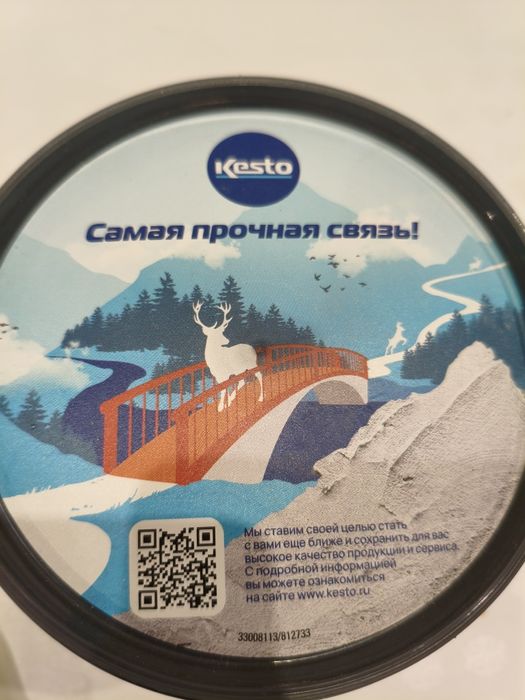 Kesto
Самая прочная связь!
Мы ставим своей целью стать
с вами еще ближе и сохранить для вас
высокое качество продукции и сервиса.
С подробной информацией
вы можете ознакомиться
на сайте www.kesto.ru
33008113/812733